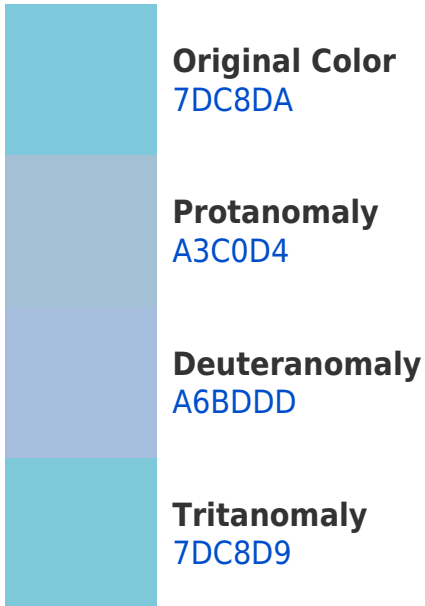 Original Color
7DC8DA
Protanomaly
A3C0D4
Deuteranomaly
A6BDDD
Tritanomaly
7DC8D9